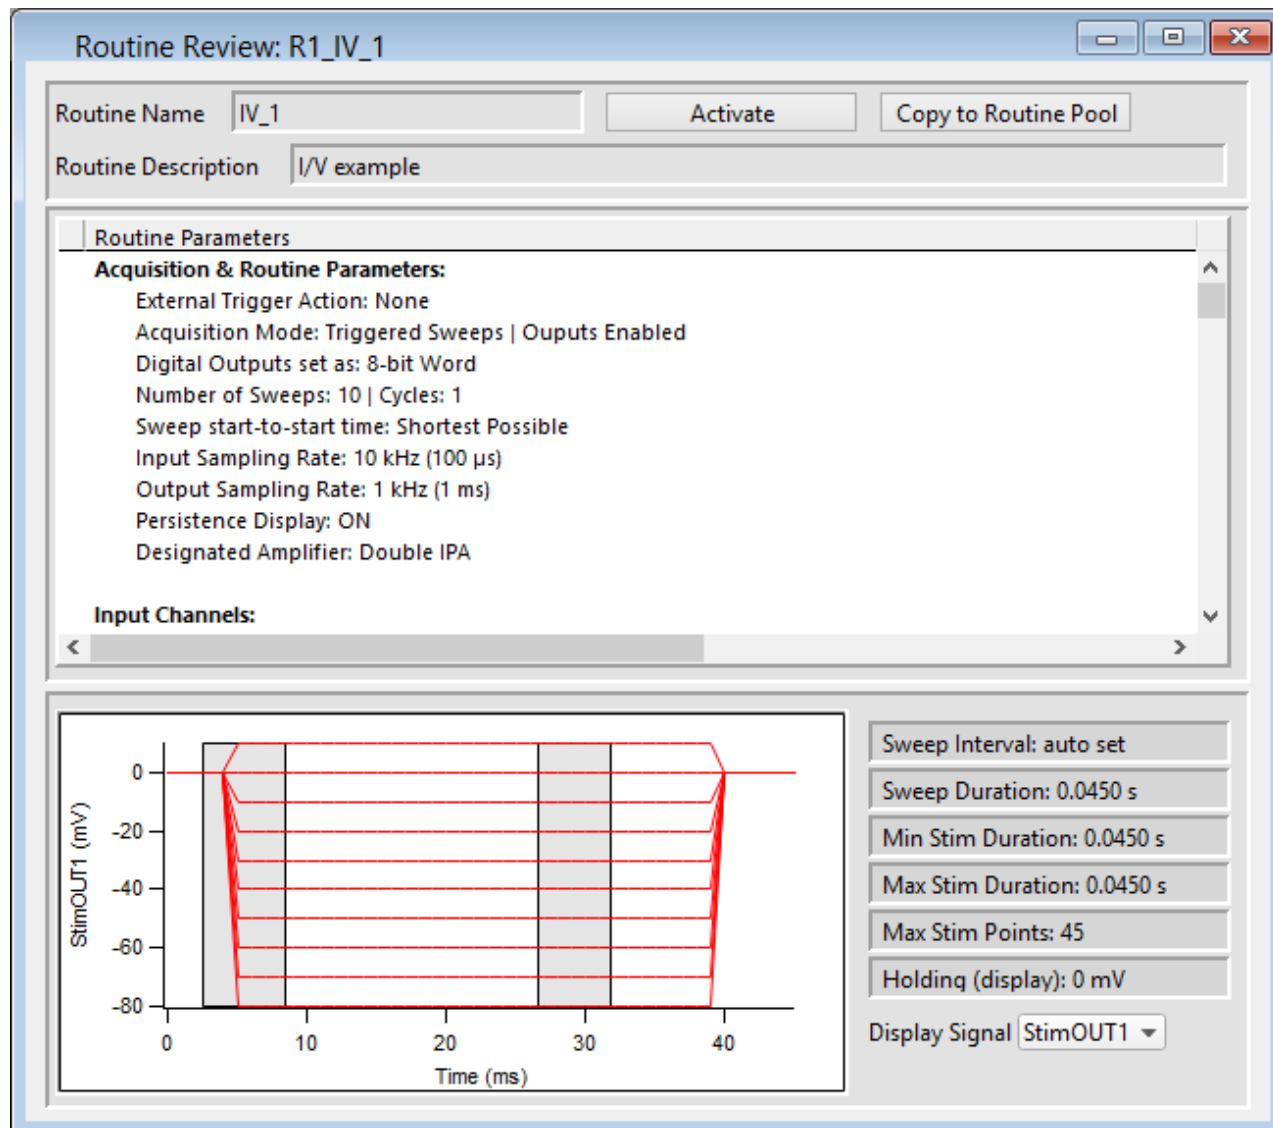 Routine Review: R1_IV_1
Routine Name IV_1 Activate Copy to Routine Pool
Routine Description I/V example
Routine Parameters
Acquisition & Routine Parameters:
External Trigger Action: None
Acquisition Mode: Triggered Sweeps | Ouputs Enabled
Digital Outputs set as: 8-bit Word
Number of Sweeps: 10 | Cycles: 1
Sweep start-to-start time: Shortest Possible
Input Sampling Rate: 10 kHz (100 µs)
Output Sampling Rate: 1 kHz (1 ms)
Persistence Display: ON
Designated Amplifier: Double IPA
Input Channels:
StimOUT1 (mV)
0
-20
-40
-60
-80
0 10 20 30 40
Time (ms)
Sweep Interval: auto set
Sweep Duration: 0.0450 s
Min Stim Duration: 0.0450 s
Max Stim Duration: 0.0450 s
Max Stim Points: 45
Holding (display): 0 mV
Display Signal StimOUT1